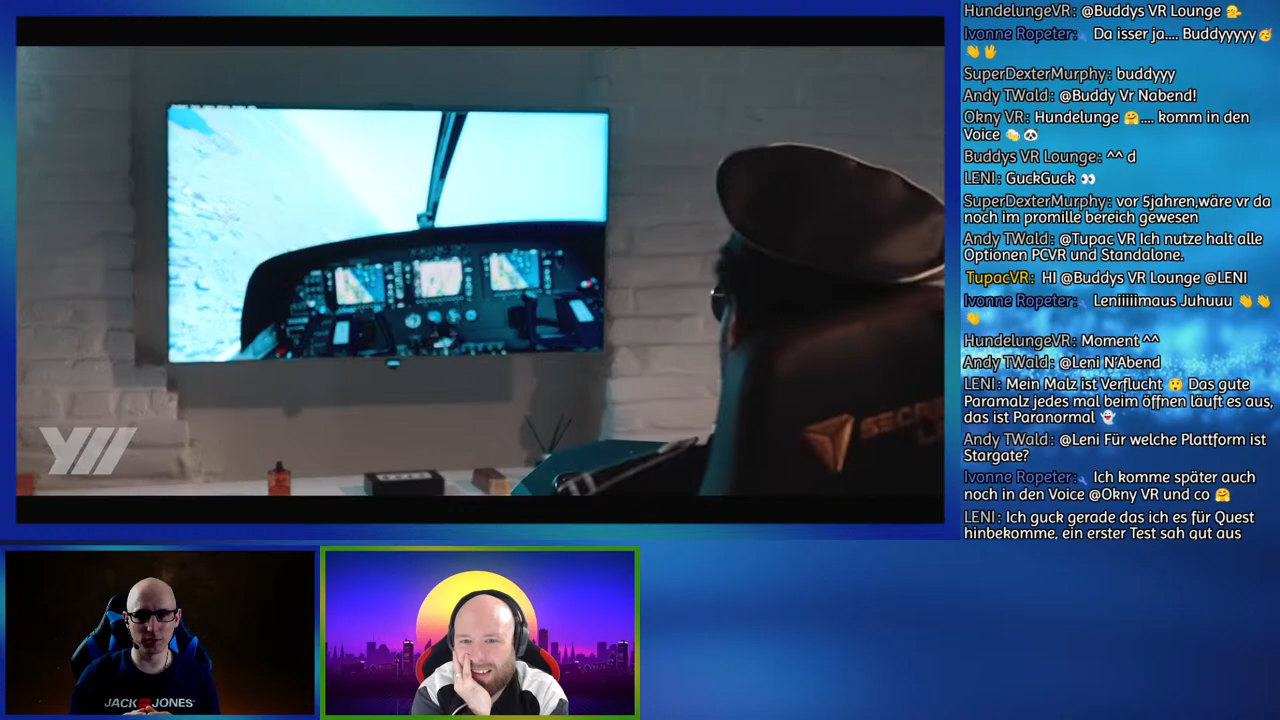 HundelungeVR: @Buddys VR Lounge 🫡
Ivonne Ropeter: Da isser ja.... Buddyyyyy🥳
👏🖖
SuperDexterMurphy: buddyyy
Andy TWald: @Buddy Vr Nabend!
Okny VR: Hundelunge 🤗.... komm in den
Voice 🍻🐼
Buddys VR Lounge: ^^ d
LENI: GuckGuck 👀
SuperDexterMurphy: vor 5jahren,wäre vr da
noch im promille bereich gewesen
Andy TWald: @Tupac VR Ich nutze halt alle
Optionen PCVR und Standalone.
TupacVR: HI @Buddys VR Lounge @LENI
Ivonne Ropeter: Leniiiiimaus Juhuuu 👏👏
👏
HundelungeVR: Moment ^^
Andy TWald: @Leni N'Abend
LENI: Mein Malz ist Verflucht 😲 Das gute
Paramalz jedes mal beim öffnen läuft es aus,
das ist Paranormal 👻
Andy TWald: @Leni Für welche Plattform ist
Stargate?
Ivonne Ropeter: Ich komme später auch
noch in den Voice @Okny VR und co 🤗
LENI: Ich guck gerade das ich es für Quest
hinbekomme, ein erster Test sah gut aus
JACK JONES